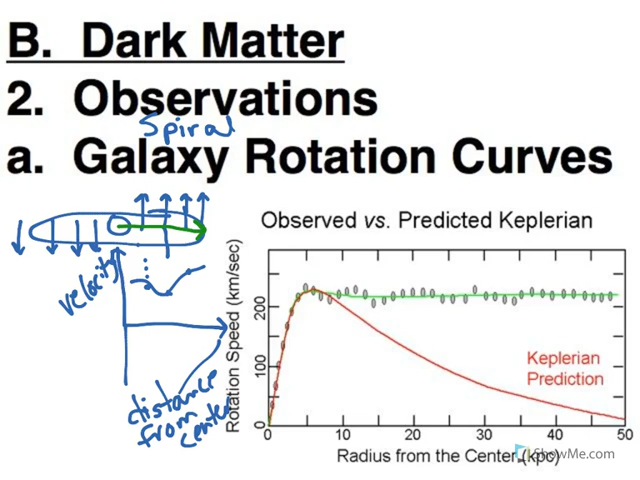 B. Dark Matter
2. Observations
Spiral
a. Galaxy Rotation Curves
velocity
distance
from
center
Observed vs. Predicted Keplerian
Rotation Speed (km/sec)
200
100
0
Keplerian
Prediction
0 10 20 30 40 50
Radius from the Center (kpc)
ShowMe.com